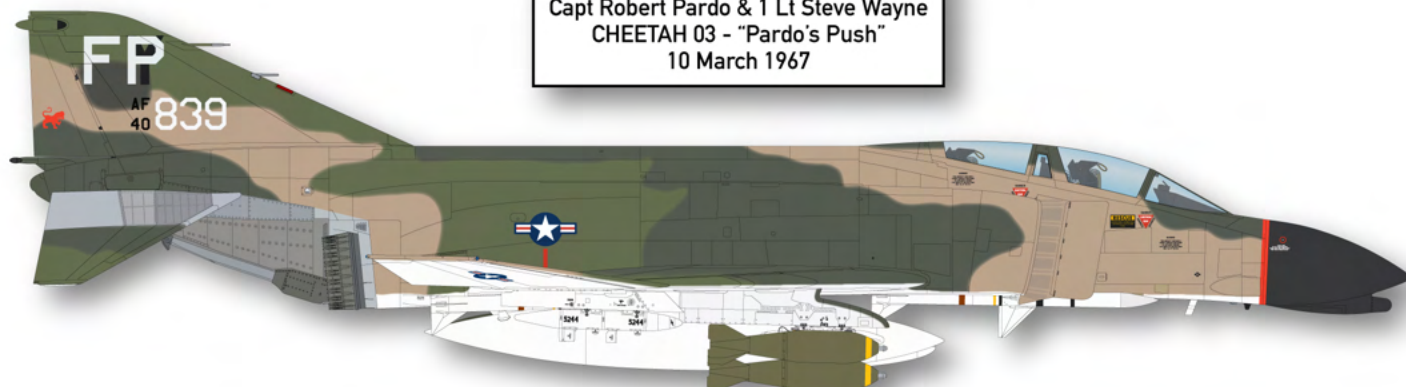 Capt Robert Pardo & 1 Lt Steve Wayne
CHEETAH 03 - “Pardo’s Push”
10 March 1967
FP
AF
40 839
5244 5244